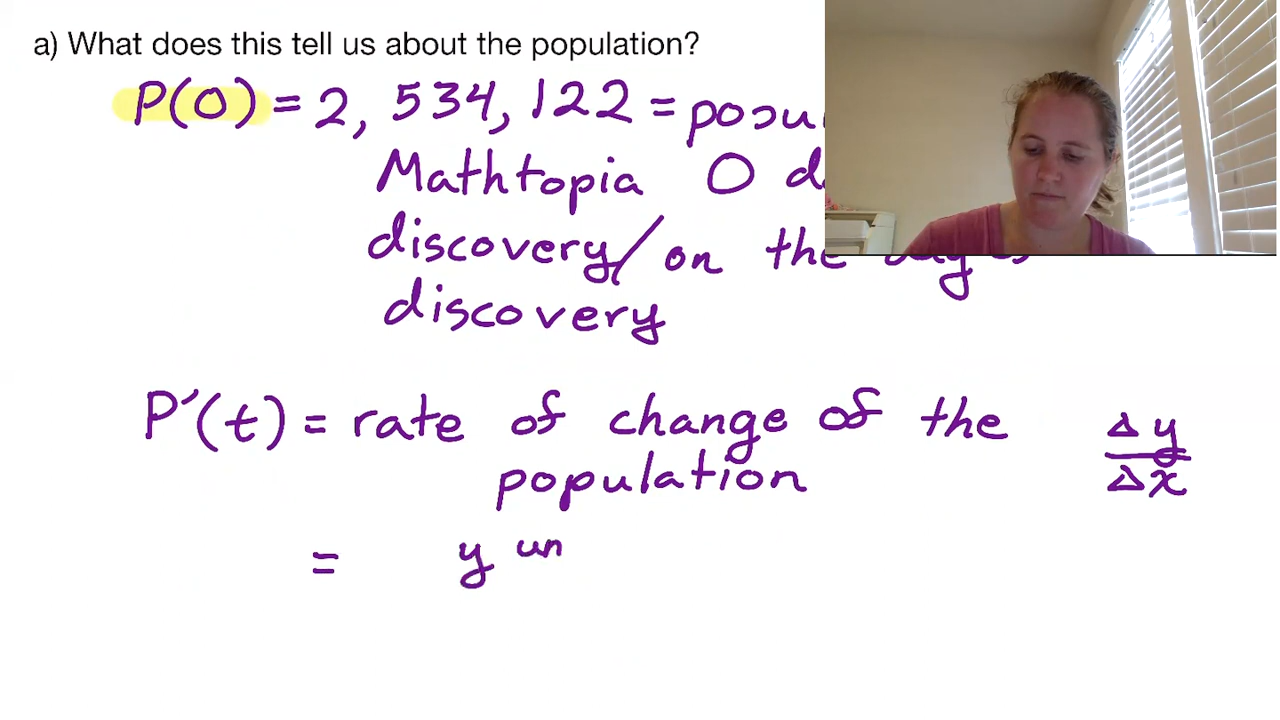 a) What does this tell us about the population?
P(0) = 2, 534, 122 = popu
Mathtopia 0 d
discovery/on the
discovery
P'(t) = rate of change of the
population
Δy
Δx
= y un